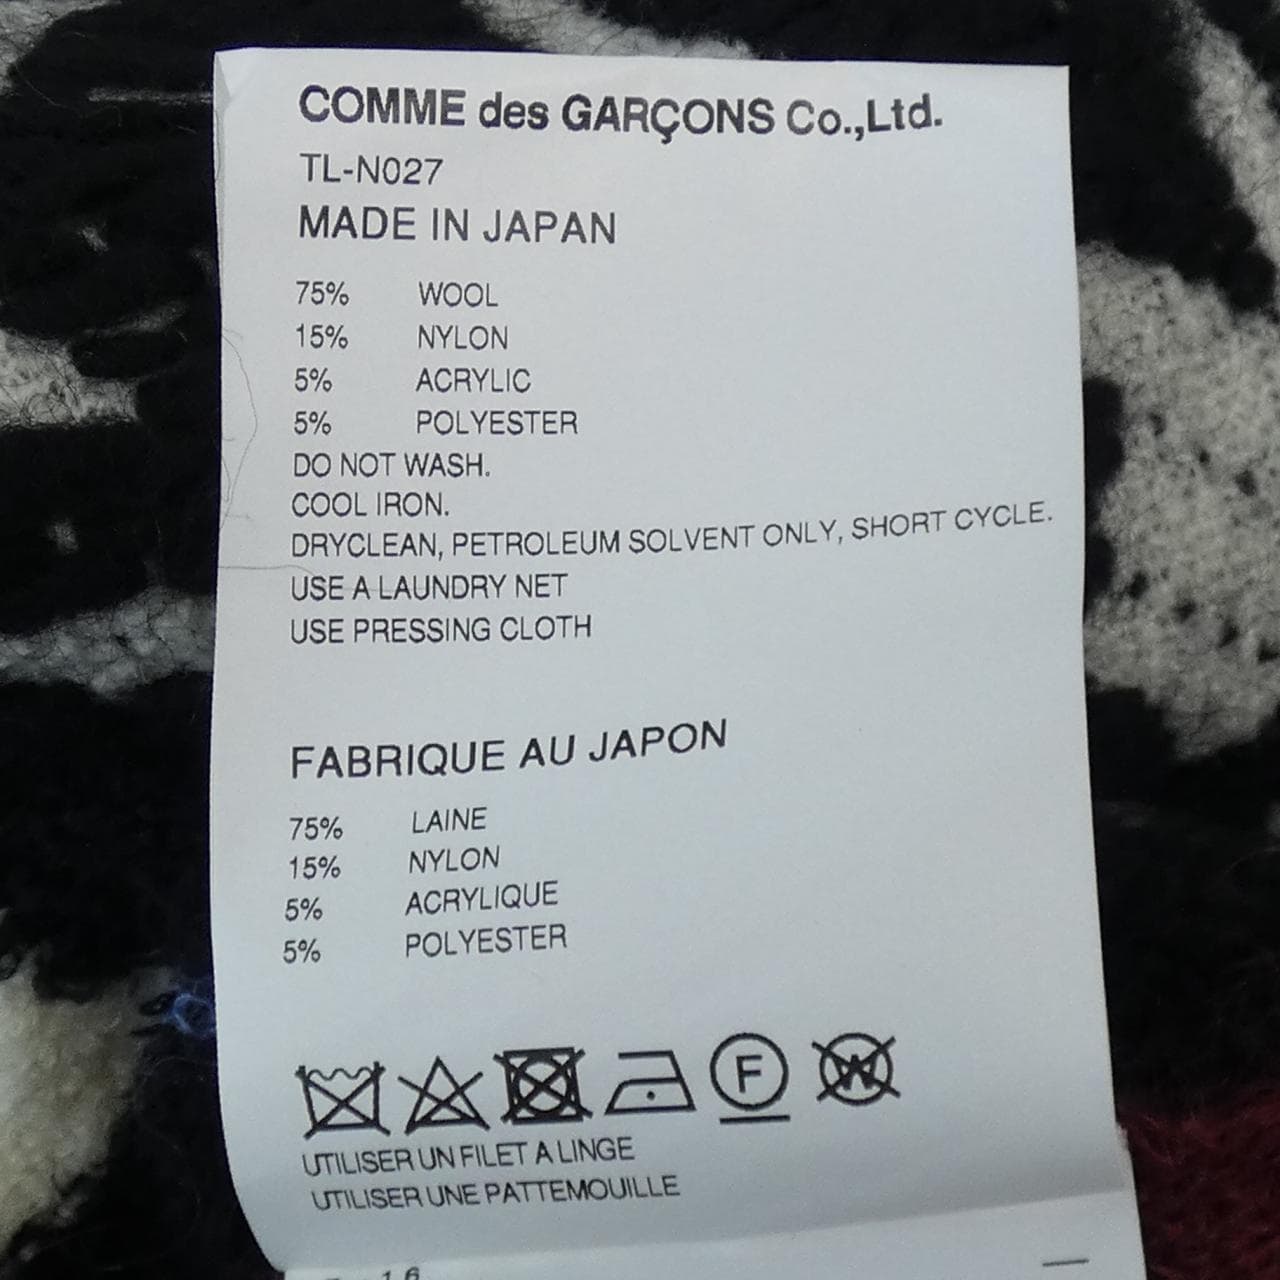 COMME des GARÇONS Co.,Ltd.
TL-N027
MADE IN JAPAN
75% WOOL
15% NYLON
5% ACRYLIC
5% POLYESTER
DO NOT WASH.
COOL IRON.
DRYCLEAN, PETROLEUM SOLVENT ONLY, SHORT CYCLE.
USE A LAUNDRY NET
USE PRESSING CLOTH
FABRIQUE AU JAPON
75% LAINE
15% NYLON
5% ACRYLIQUE
5% POLYESTER
F W
UTILISER UN FILET A LINGE
UTILISER UNE PATTEMOUILLE